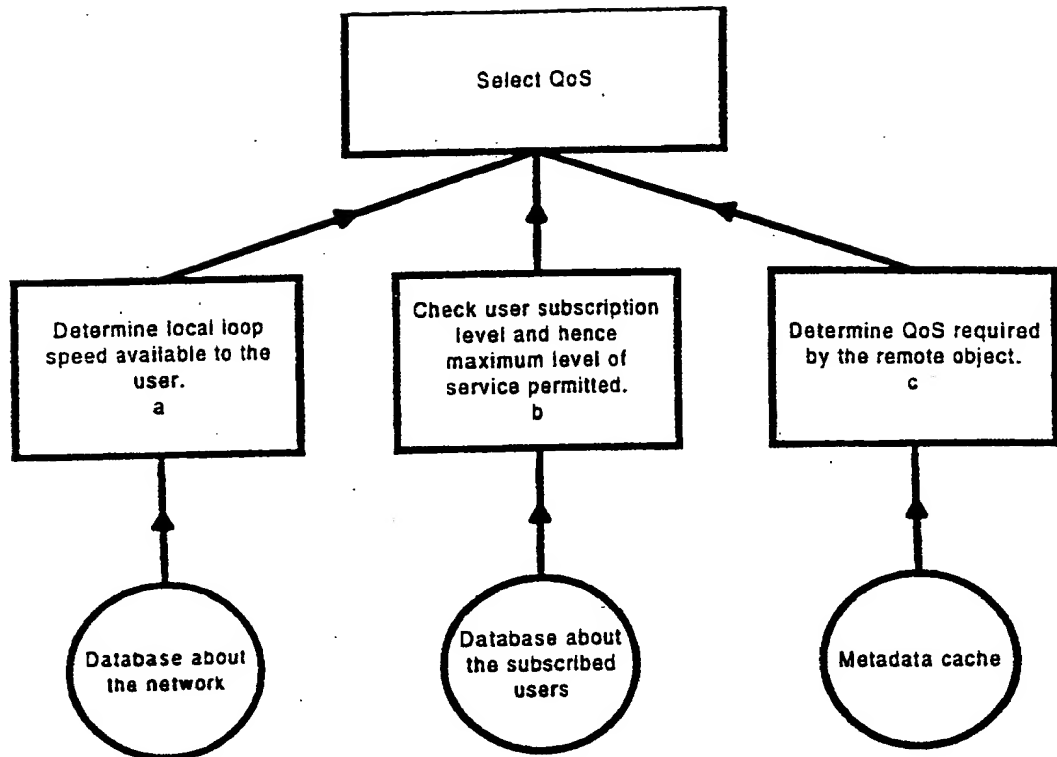 Select QoS
Determine local loop
speed available to the
user.
a
Check user subscription
level and hence
maximum level of
service permitted.
b
Determine QoS required
by the remote object.
c
Database about
the network
Database about
the subscribed
users
Metadata cache